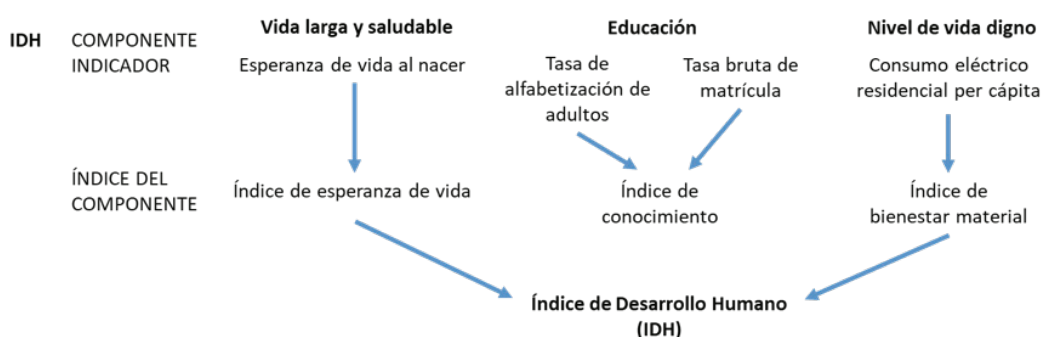 Vida larga y saludable
Educación
Nivel de vida digno
IDH
COMPONENTE
INDICADOR
Esperanza de vida al nacer
Tasa de
alfabetización de
adultos
Tasa bruta de
matrícula
Consumo eléctrico
residencial per cápita
ÍNDICE DEL
COMPONENTE
Índice de esperanza de vida
Índice de
conocimiento
Índice de
bienestar material
Índice de Desarrollo Humano
(IDH)